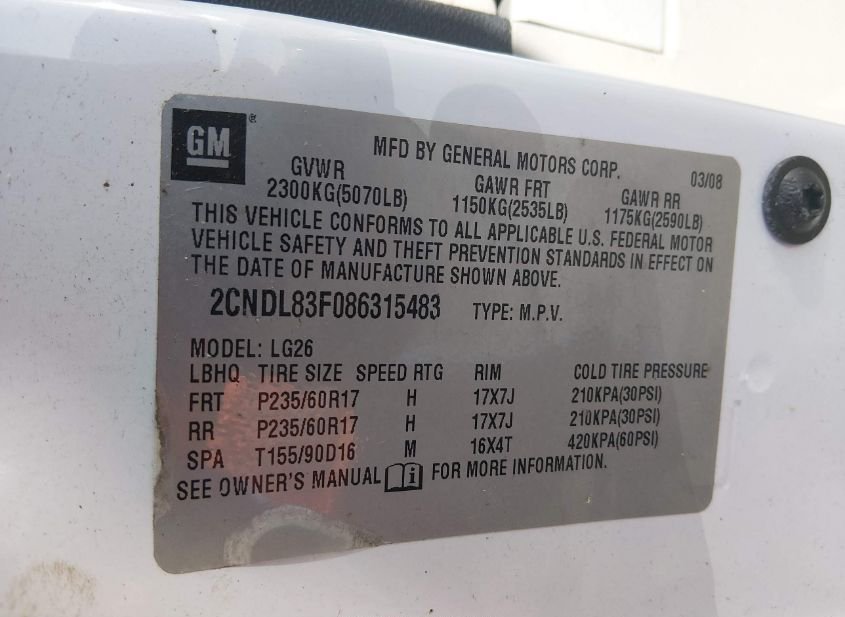 GM ®
MFD BY GENERAL MOTORS CORP. 03/08
GVWR GAWR FRT GAWR RR
2300KG(5070LB) 1150KG(2535LB) 1175KG(2590LB)
THIS VEHICLE CONFORMS TO ALL APPLICABLE U.S. FEDERAL MOTOR
VEHICLE SAFETY AND THEFT PREVENTION STANDARDS IN EFFECT ON
THE DATE OF MANUFACTURE SHOWN ABOVE.
2CNDL83F086315483 TYPE: M.P.V.
MODEL: LG26
LBHQ TIRE SIZE SPEED RTG RIM COLD TIRE PRESSURE
FRT P235/60R17 H 17X7J 210KPA(30PSI)
RR P235/60R17 H 17X7J 210KPA(30PSI)
SPA T155/90D16 M 16X4T 420KPA(60PSI)
SEE OWNER'S MANUAL i FOR MORE INFORMATION.